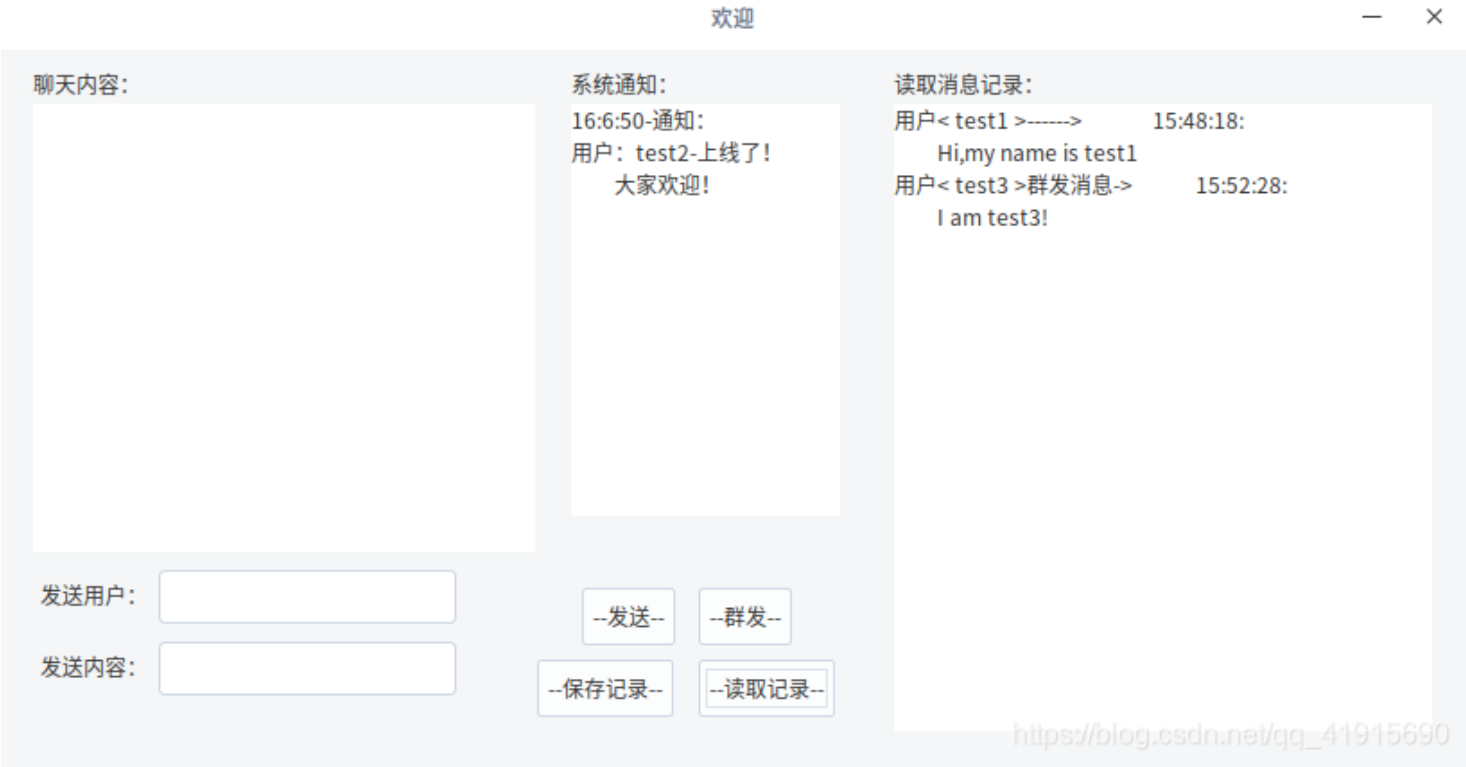 欢迎
聊天内容：
系统通知：
16:6:50-通知：
用户：test2-上线了！
大家欢迎！
读取消息记录：
用户< test1 >------> 15:48:18:
Hi,my name is test1
用户< test3 >群发消息-> 15:52:28:
I am test3!
发送用户：
发送内容：
--发送-- --群发--
--保存记录-- --读取记录--
https://blog.csdn.net/qq_41915690